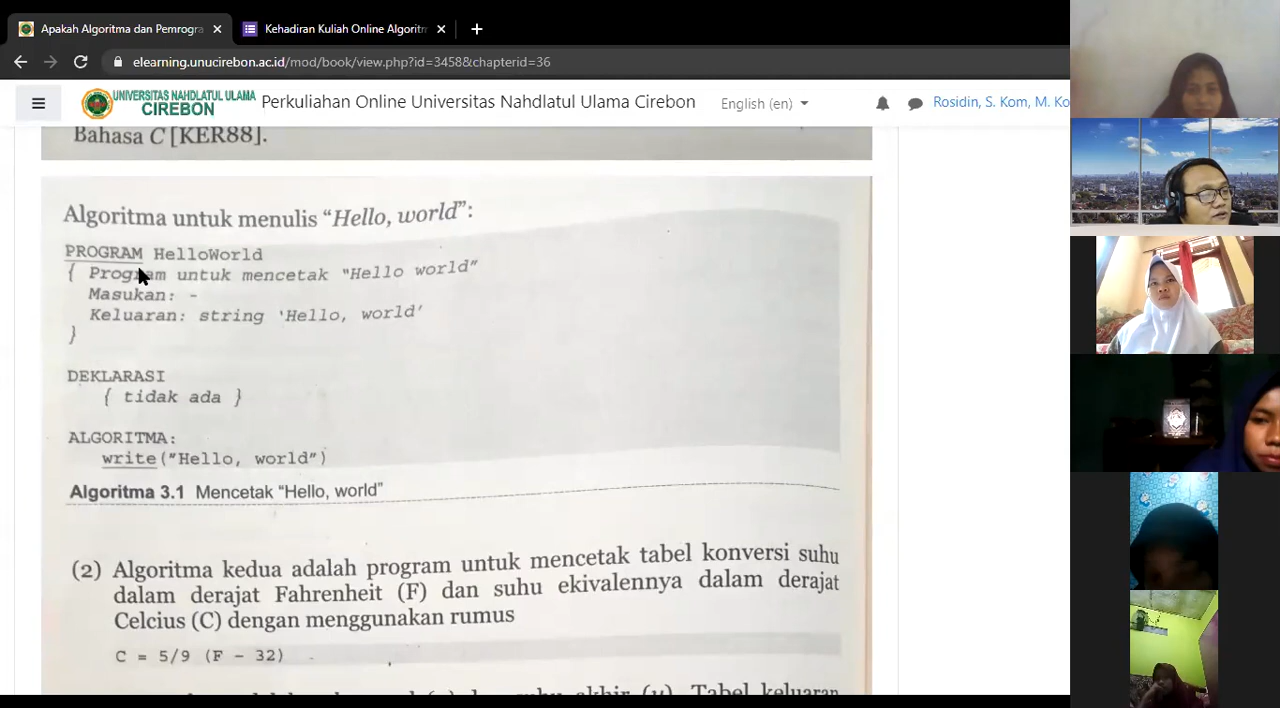 Apakah Algoritma dan Pemrogra
Kehadiran Kuliah Online Algoritm
elearning.unucirebon.ac.id/mod/book/view.php?id=3458&chapterid=36
UNIVERSITAS NAHDLATUL ULAMA
CIREBON
Perkuliahan Online Universitas Nahdlatul Ulama Cirebon
English (en)
Rosidin, S. Kom, M. Ko
Bahasa C [KER88].
Algoritma untuk menulis “Hello, world”:
PROGRAM HelloWorld
{ Program untuk mencetak “Hello world”
Masukan: -
Keluaran: string 'Hello, world’
}
DEKLARASI
{ tidak ada }
ALGORITMA:
write(“Hello, world”)
Algoritma 3.1 Mencetak “Hello, world”
(2) Algoritma kedua adalah program untuk mencetak tabel konversi suhu
dalam derajat Fahrenheit (F) dan suhu ekivalennya dalam derajat
Celcius (C) dengan menggunakan rumus
C = 5/9 (F - 32)
suhu akhir (u). Tabel keluaran